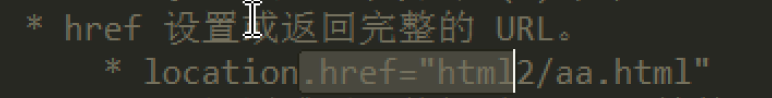 * href 设置或返回完整的 URL。
* location.href="html2/aa.html"